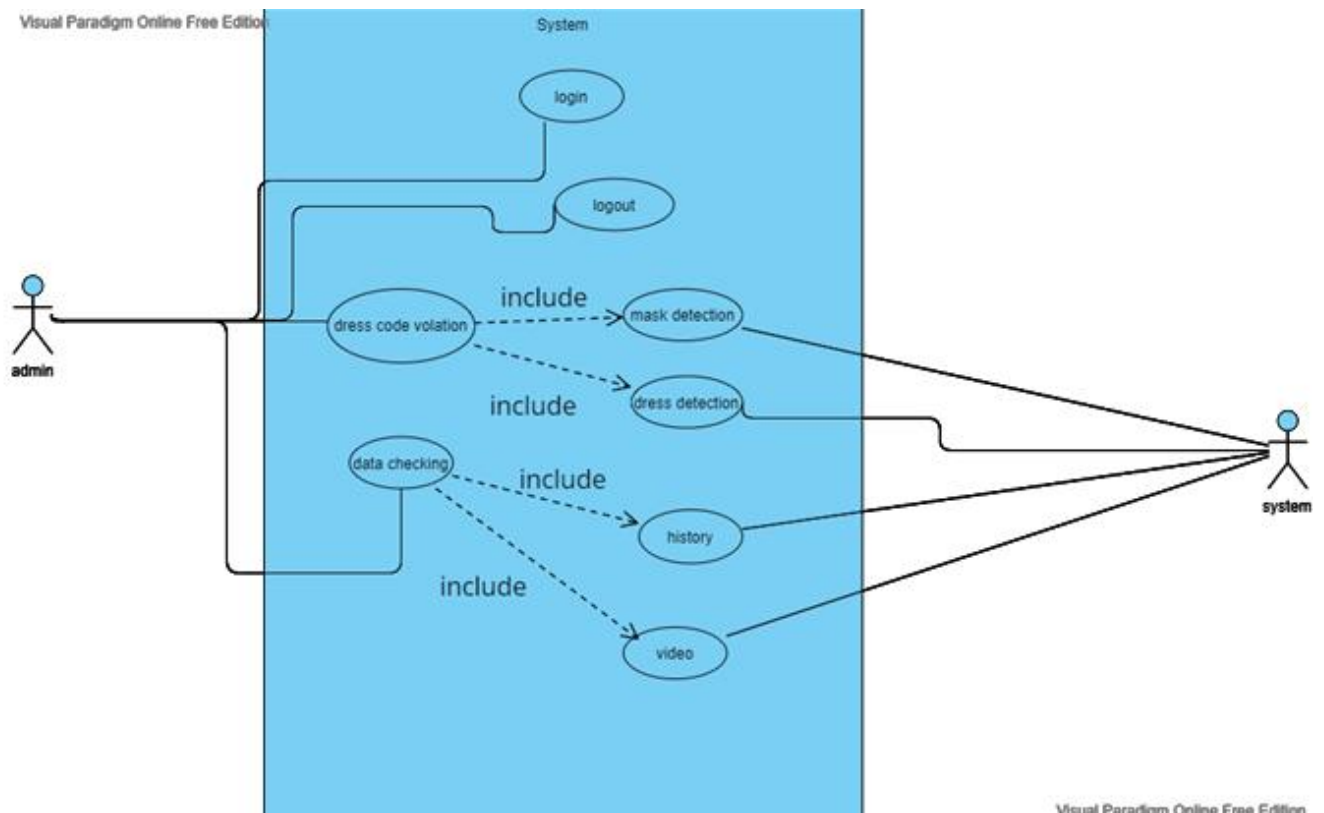 Visual Paradigm Online Free Edition
System
login
logout
include
mask detection
dress code volation
admin
include
dress detection
data checking
include
history
system
include
video
Visual Paradigm Online Free Edition